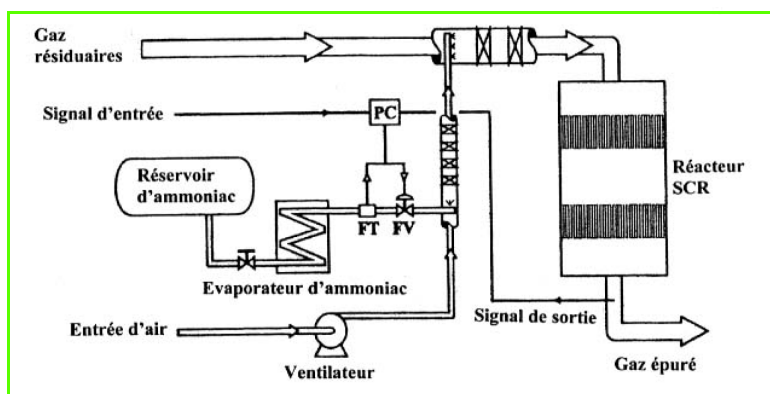 Gaz
résiduaires
Signal d'entrée
PC
Réservoir
d'ammoniac
Réacteur
SCR
FT
FV
Evaporateur d'ammoniac
Entrée d'air
Signal de sortie
Ventilateur
Gaz épuré